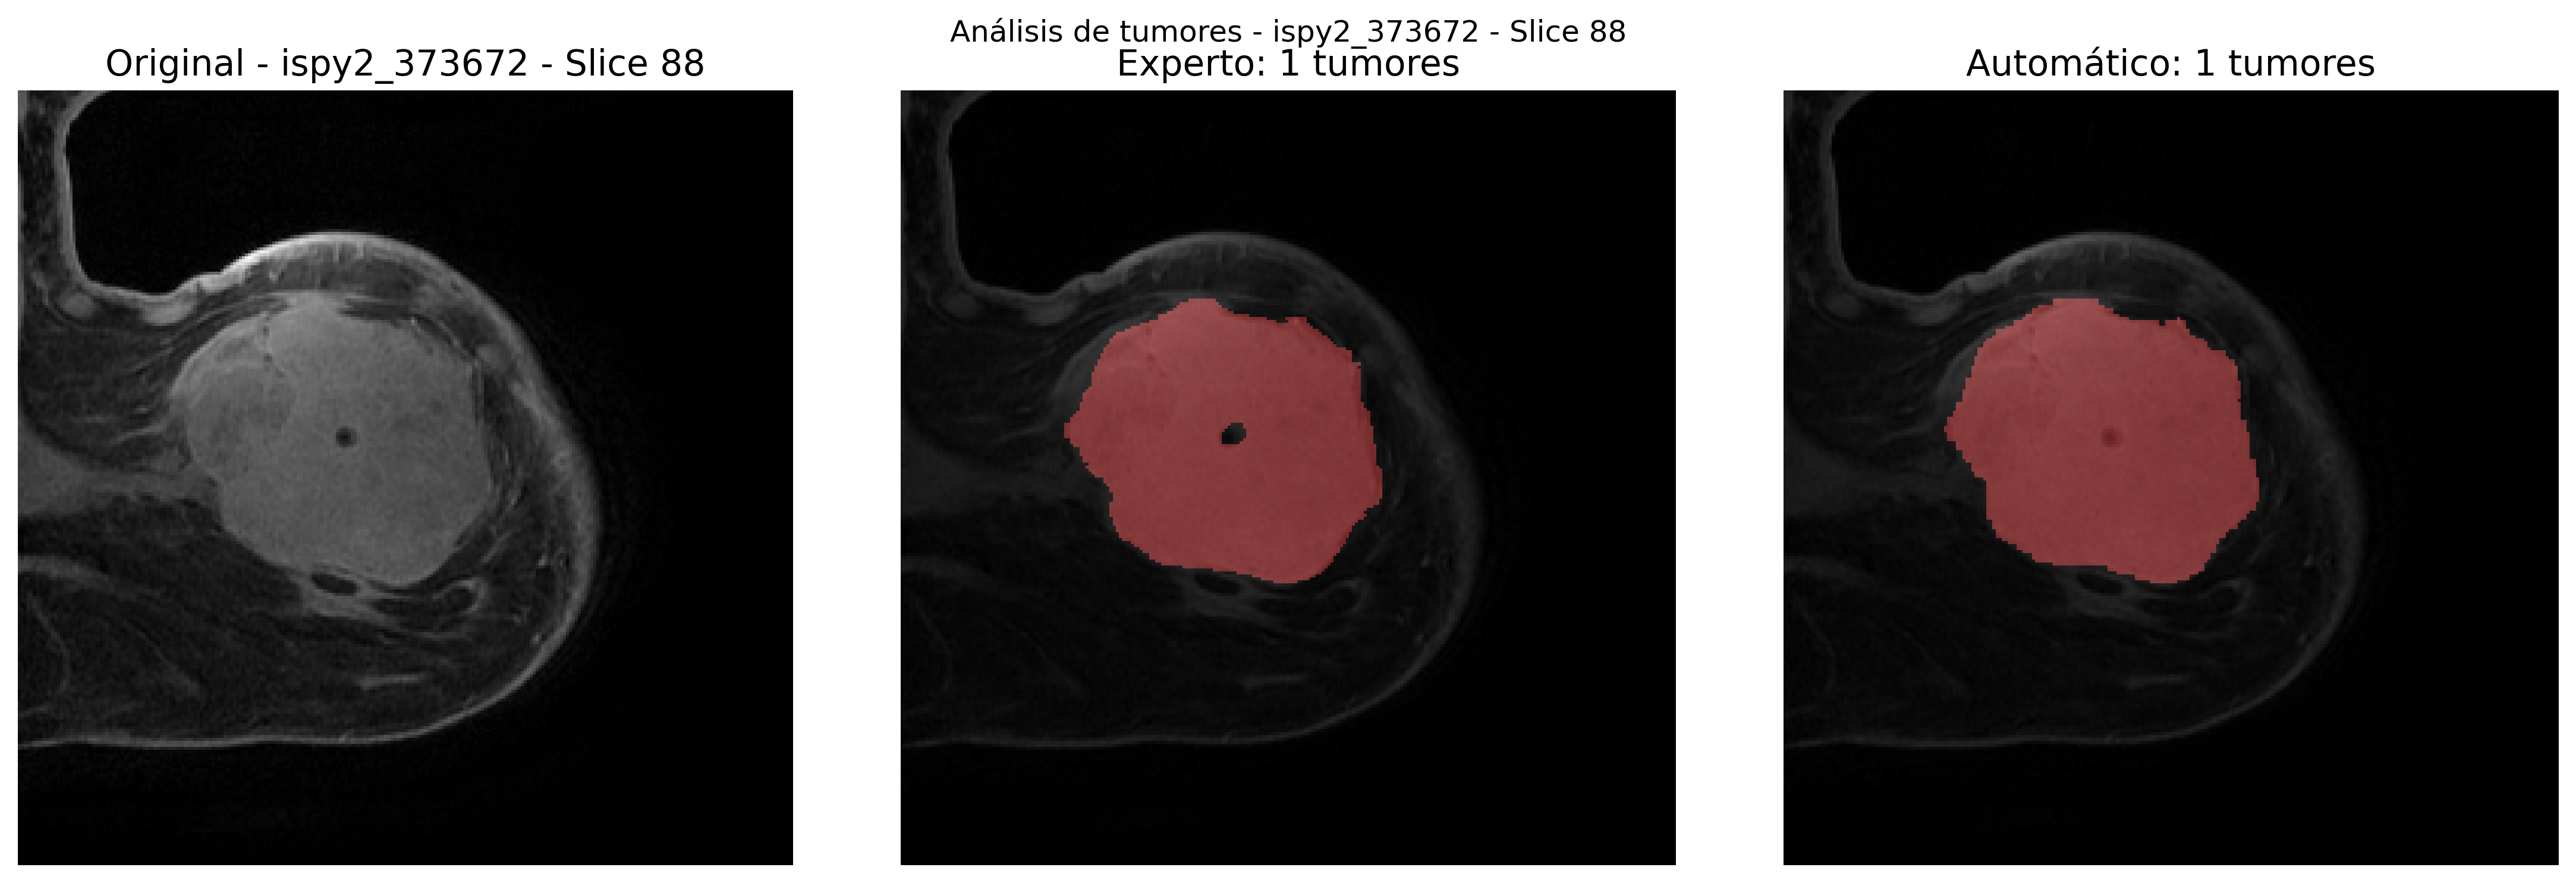 Análisis de tumores - ispy2_373672 - Slice 88
Original - ispy2_373672 - Slice 88
Experto: 1 tumores
Automático: 1 tumores